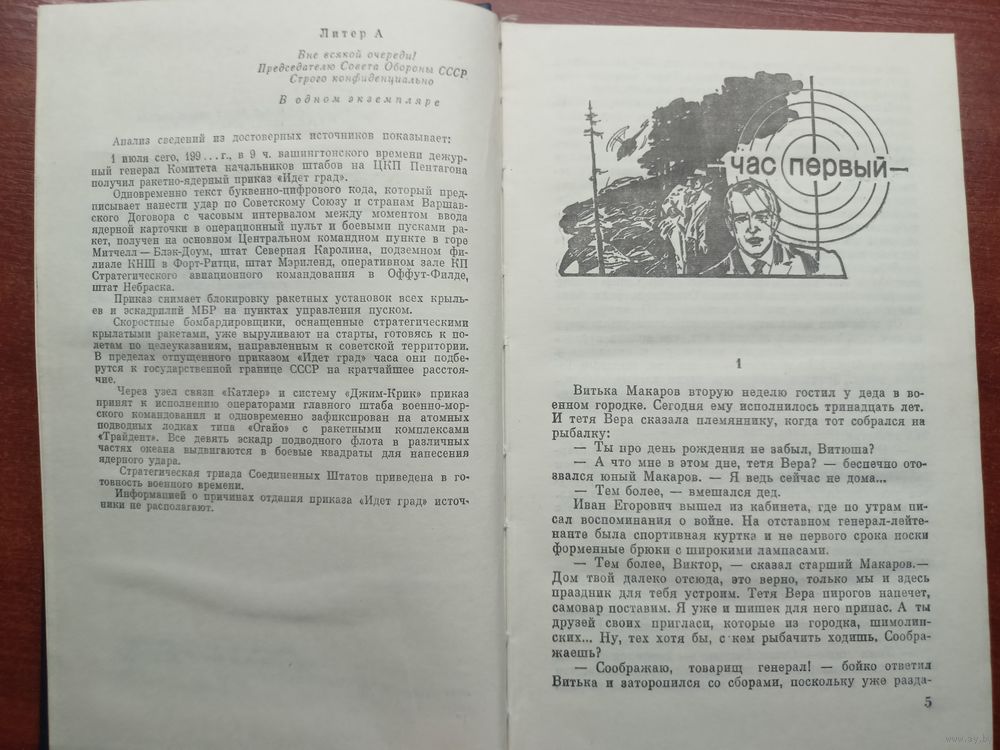 Литер А
Вне всякой очереди!
Председателю Совета Обороны СССР
Строго конфиденциально
В одном экземпляре
Анализ сведений из достоверных источников показывает:
1 июля сего, 199...г., в 9 ч. вашингтонского времени дежур-
ный генерал Комитета начальников штабов на ЦКП Пентагона
получил ракетно-ядерный приказ «Идет град».
Одновременно текст буквенно-цифрового кода, который пред-
писывает нанести удар по Советскому Союзу и странам Варшав-
ского Договора с часовым интервалом между моментом ввода
ядерной карточки в операционный пульт и боевыми пусками ра-
кет, получен на основном Центральном командном пункте в горе
Митчелл — Блэк-Доум, штат Северная Каролина, подземном фи-
лиале КНШ в Форт-Ритци, штат Мэриленд, оперативном зале КП
Стратегического авиационного командования в Оффут-Филде,
штат Небраска.
Приказ снимает блокировку ракетных установок всех крыль-
ев и эскадрилий МБР на пунктах управления пуском.
Скоростные бомбардировщики, оснащенные стратегическими
крылатыми ракетами, уже выруливают на старты, готовясь к по-
летам по целеуказаниям, направленным к советской территории.
В пределах отпущенного приказом «Идет град» часа они подбе-
рутся к государственной границе СССР на кратчайшее расстоя-
чие.
Через узел связи «Катлер» и систему «Джим-Крик» приказ
принят к исполнению операторами главного штаба военно-мор-
ского командования и одновременно зафиксирован на атомных
подводных лодках типа «Огайо» с ракетными комплексами
«Трайдент». Все девять эскадр подводного флота в различных
частях океана выдвигаются в боевые квадраты для нанесения
ядерного удара.
Стратегическая триада Соединенных Штатов приведена в го-
товность военного времени.
Информацией о причинах отдания приказа «Идет град» источ-
ники не располагают.
час первый
1
Витька Макаров вторую неделю гостил у деда в во-
енном городке. Сегодня ему исполнилось тринадцать лет.
И тетя Вера сказала племяннику, когда тот собрался на
рыбалку:
— Ты про день рождения не забыл, Витюша?
— А что мне в этом дне, тетя Вера? — беспечно ото-
звался юный Макаров. — Я ведь сейчас не дома...
— Тем более, — вмешался дед.
Иван Егорович вышел из кабинета, где по утрам пи-
сал воспоминания о войне. На отставном генерал-лейте-
нанте была спортивная куртка и не первого срока носки
форменные брюки с широкими лампасами.
— Тем более, Виктор, — сказал старший Макаров.—
Дом твой далеко отсюда, это верно, только мы и здесь
праздник для тебя устроим. Тетя Вера пирогов напечет,
самовар поставим. Я уже и шишек для него припас. А ты
друзей своих пригласи, которые из городка, шимолин-
ских... Ну, тех хотя бы, с кем рыбачить ходишь. Сообра-
жаешь?
— Соображаю, товарищ генерал! — бойко ответил
Витька и заторопился со сборами, поскольку уже разда-
5
www.ay.by